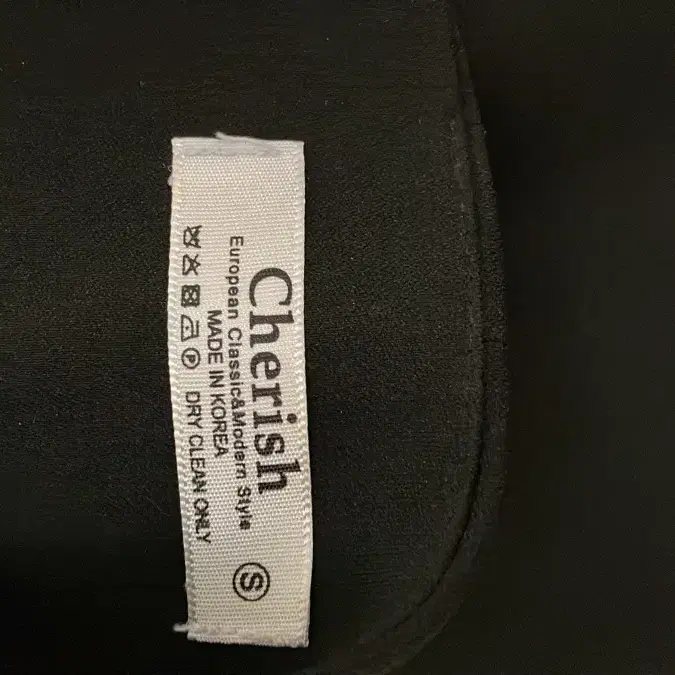 Cherish
European Classic&Modern Style
MADE IN KOREA
DRY CLEAN ONLY
S
P